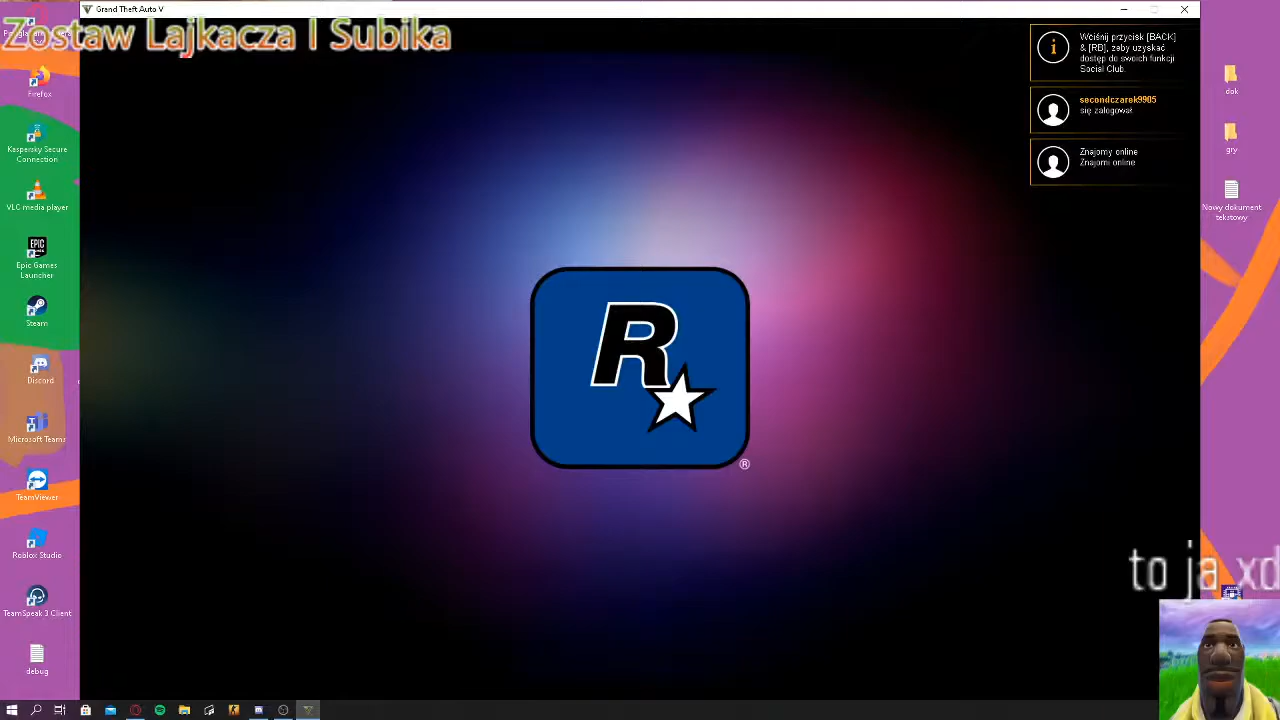 Grand Theft Auto V
Zostaw Lajkacza I Subika
Firefox
Kaspersky Secure
Connection
VLC media player
Epic Games
Launcher
Steam
Discord
Microsoft Teams
TeamViewer
Roblox Studio
TeamSpeak 3 Client
debug
EPIC
GAMES
R
®
Wciśnij przycisk [BACK]
& [RB], żeby uzyskać
dostęp do swoich funkcji
Social Club.
secondczarek9905
się zalogował
Znajomy online
Znajomi online
dok
gry
Nowy dokument
tekstowy
to ja xd